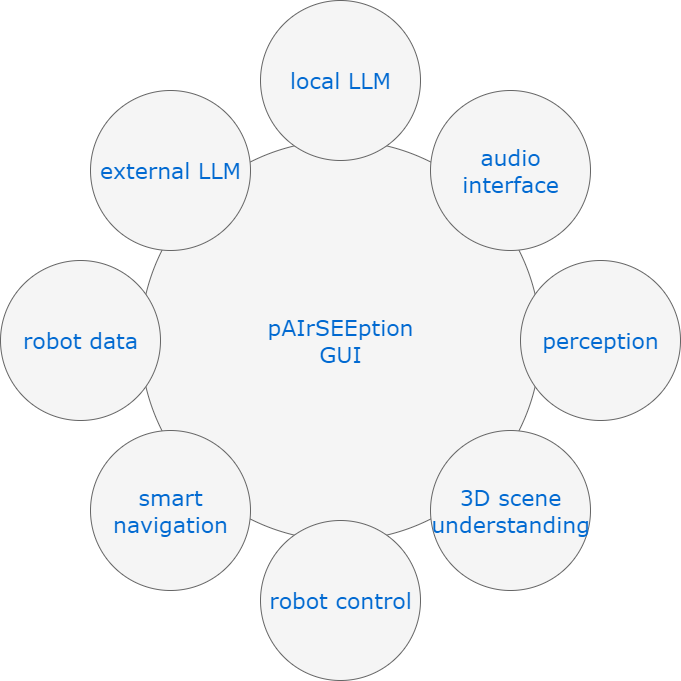 local LLM
audio
interface
external LLM
pAIrSEEption
GUI
robot data
perception
smart
navigation
3D scene
understanding
robot control